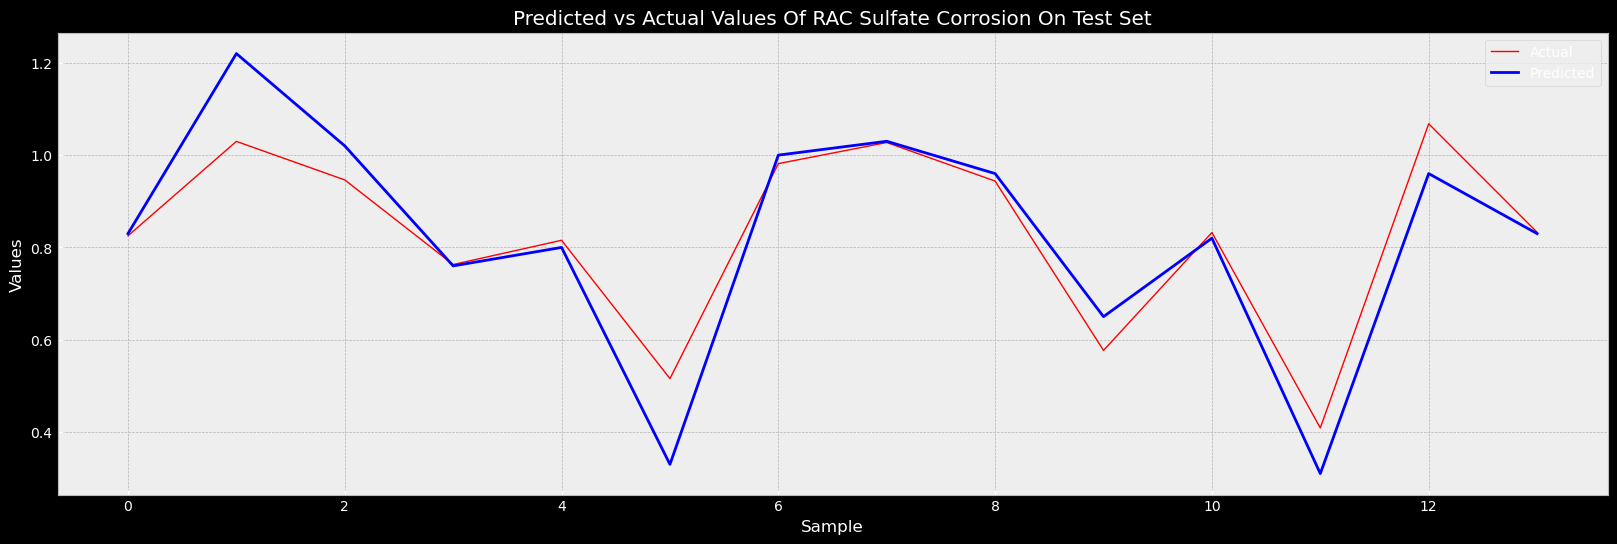 Predicted vs Actual Values Of RAC Sulfate Corrosion On Test Set
Actual
Predicted
1.2
1.0
0.8
0.6
0.4
Values
0 2 4 6 8 10 12
Sample